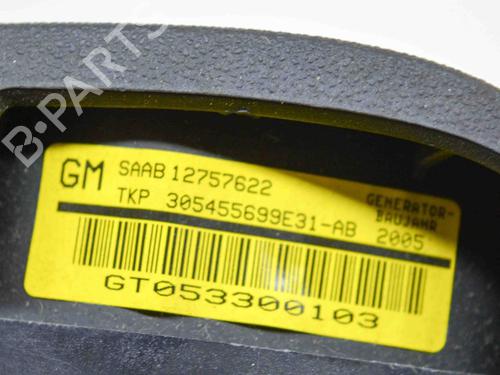 B-PARTS
GM SAAB 12757622
TKP 305455699E31-AB
GENERATOR-
BAUJAHR
2005
GT053300103